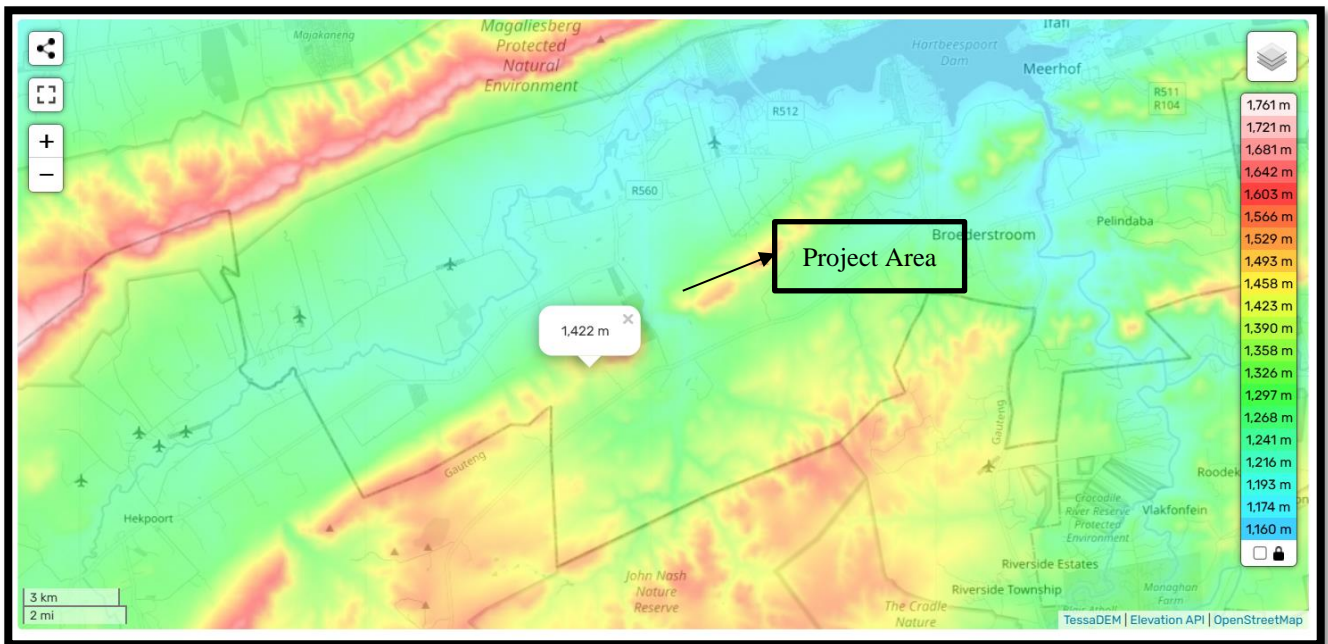 Majakaneng
Magaliesberg
Protected
Natural
Environment
Hartbeespoort
Dam
Ifafi
Meerhof
R511
R104
R512
R560
Project Area
Broederstroom
Pelindaba
1,422 m
Gauteng
Gauteng
Hekpoort
John Nash
Nature
Reserve
The Cradle
Nature
Crocodile
River Reserve
Protected
Environment
Vlakfonfein
Roodek
Riverside Estates
Riverside Township
Managhan
Farm
1,761 m
1,721 m
1,681 m
1,642 m
1,603 m
1,566 m
1,529 m
1,493 m
1,458 m
1,423 m
1,390 m
1,358 m
1,326 m
1,297 m
1,268 m
1,241 m
1,216 m
1,193 m
1,174 m
1,160 m
3 km
2 mi
TessaDEM | Elevation API | OpenStreetMap